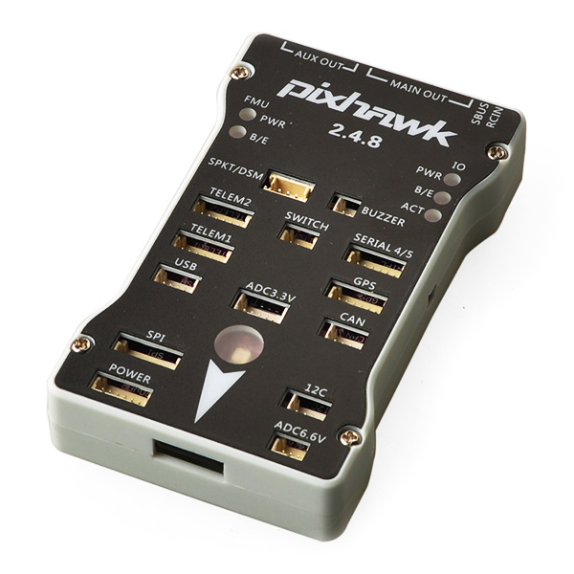 AUX OUT
MAIN OUT
SBUS
RCIN
pixhawk
2.4.8
FMU
PWR
B/E
IO
PWR
B/E
ACT
SPKT/DSM
BUZZER
TELEM2
SWITCH
SERIAL 4/5
TELEM1
USB
GPS
ADC3.3V
CAN
SPI
POWER
12C
ADC6.6V